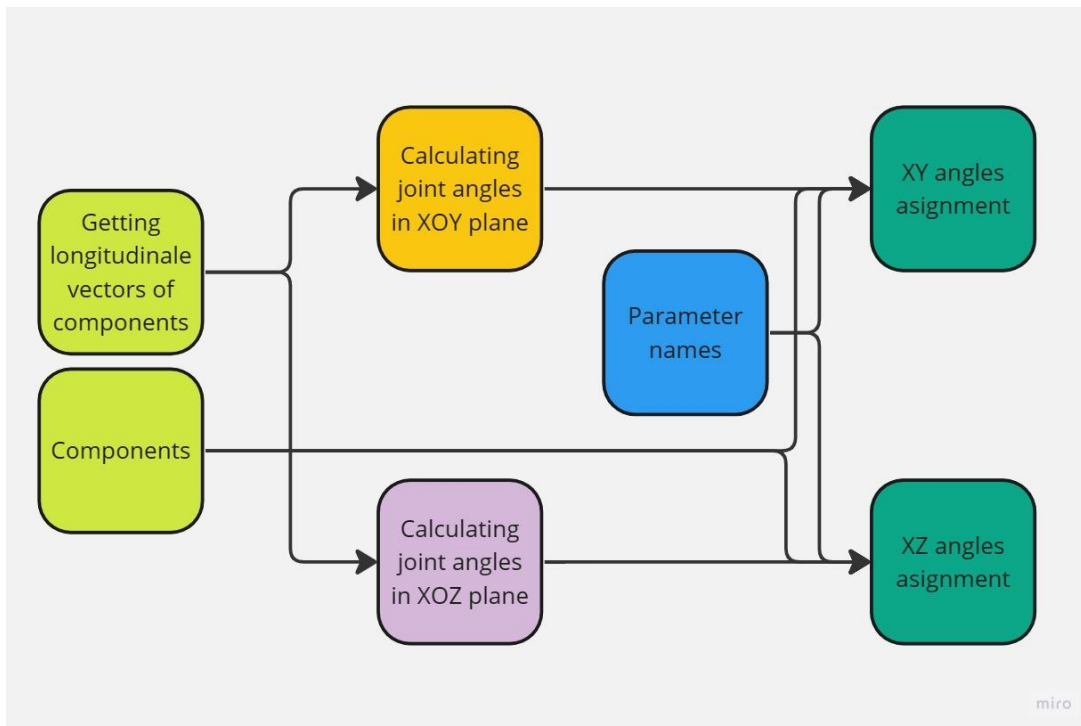 Getting
longitudinale
vectors of
components
Components
Calculating
joint angles
in XOY plane
Calculating
joint angles
in XOZ plane
Parameter
names
XY angles
asignment
XZ angles
asignment
miro